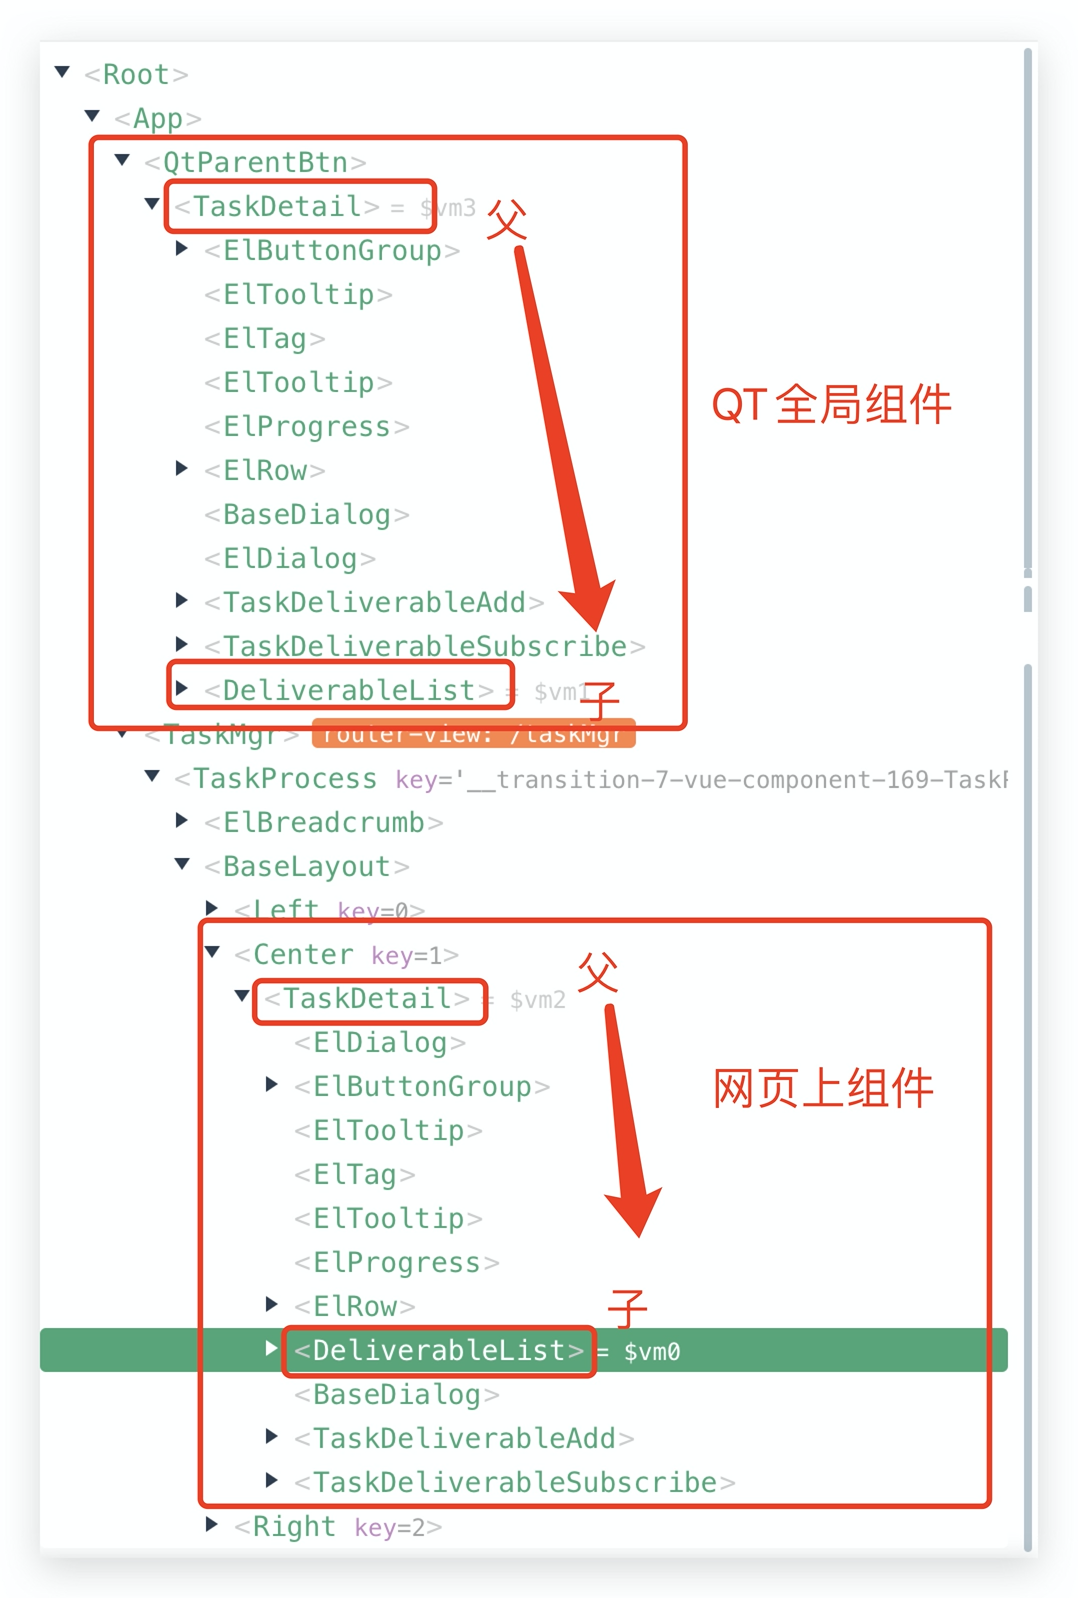 <Root>
<App>
<QtParentBtn>
<TaskDetail> = $vm3 父
<ElButtonGroup>
<ElTooltip>
<ElTag>
<ElTooltip>
QT 全局组件
<ElProgress>
<ElRow>
<BaseDialog>
<ElDialog>
<TaskDeliverableAdd>
<TaskDeliverableSubscribe>
<DeliverableList> = $vm1 子
<TaskMgr> router-view: /taskMgr
<TaskProcess key='__transition-7-vue-component-169-TaskP
<ElBreadcrumb>
<BaseLayout>
<Left key=0>
<Center key=1> 父
<TaskDetail> = $vm2
<ElDialog>
<ElButtonGroup> 网页上组件
<ElTooltip>
<ElTag>
<ElTooltip>
<ElProgress>
<ElRow> 子
<DeliverableList> = $vm0
<BaseDialog>
<TaskDeliverableAdd>
<TaskDeliverableSubscribe>
<Right key=2>